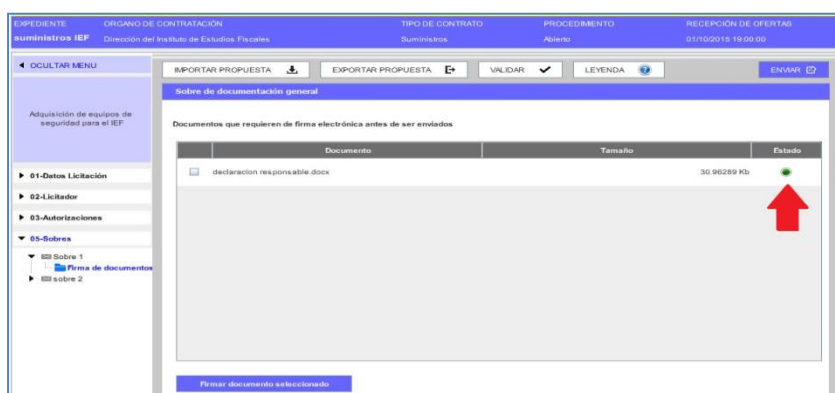 EXPEDIENTE ORGANO DE CONTRATACIÓN TIPO DE CONTRATO PROCEDIMIENTO RECEPCIÓN DE OFERTAS
suministros IEF Dirección del Instituto de Estudios Fiscales Suministros Abierto 01/10/2015 19:00:00
OCULTAR MENU IMPORTAR PROPUESTA EXPORTAR PROPUESTA VALIDAR LEYENDA ENVIAR
Sobre de documentación general
Adquisición de equipos de
seguridad para el IEF
Documentos que requieren de firma electrónica antes de ser enviados
Documento Tamaño Estado
declaracion responsable.docx 30.96289 Kb
01-Datos Licitación
02-Licitador
03-Autorizaciones
05-Sobres
Sobre 1
Firma de documentos
sobre 2
Firmar documento seleccionado